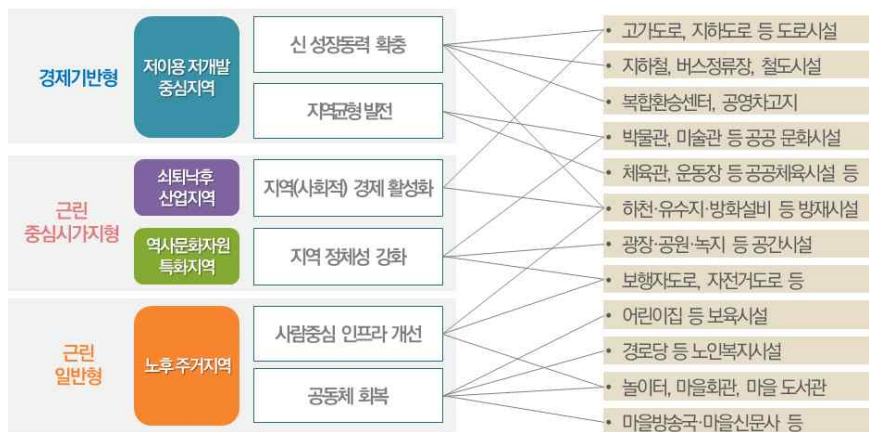 경제기반형
저이용 저개발
중심지역
신 성장동력 확충
지역균형 발전
근린
중심시가지형
쇠퇴낙후
산업지역
역사문화자원
특화지역
지역(사회적) 경제 활성화
지역 정체성 강화
근린
일반형
노후 주거지역
사람중심 인프라 개선
공동체 회복
• 고가도로, 지하도로 등 도로시설
• 지하철, 버스정류장, 철도시설
• 복합환승센터, 공영차고지
• 박물관, 미술관 등 공공 문화시설
• 체육관, 운동장 등 공공체육시설 등
• 하천·유수지·방화설비 등 방재시설
• 광장·공원·녹지 등 공간시설
• 보행자도로, 자전거도로 등
• 어린이집 등 보육시설
• 경로당 등 노인복지시설
• 놀이터, 마을회관, 마을 도서관
• 마을방송국·마을신문사 등